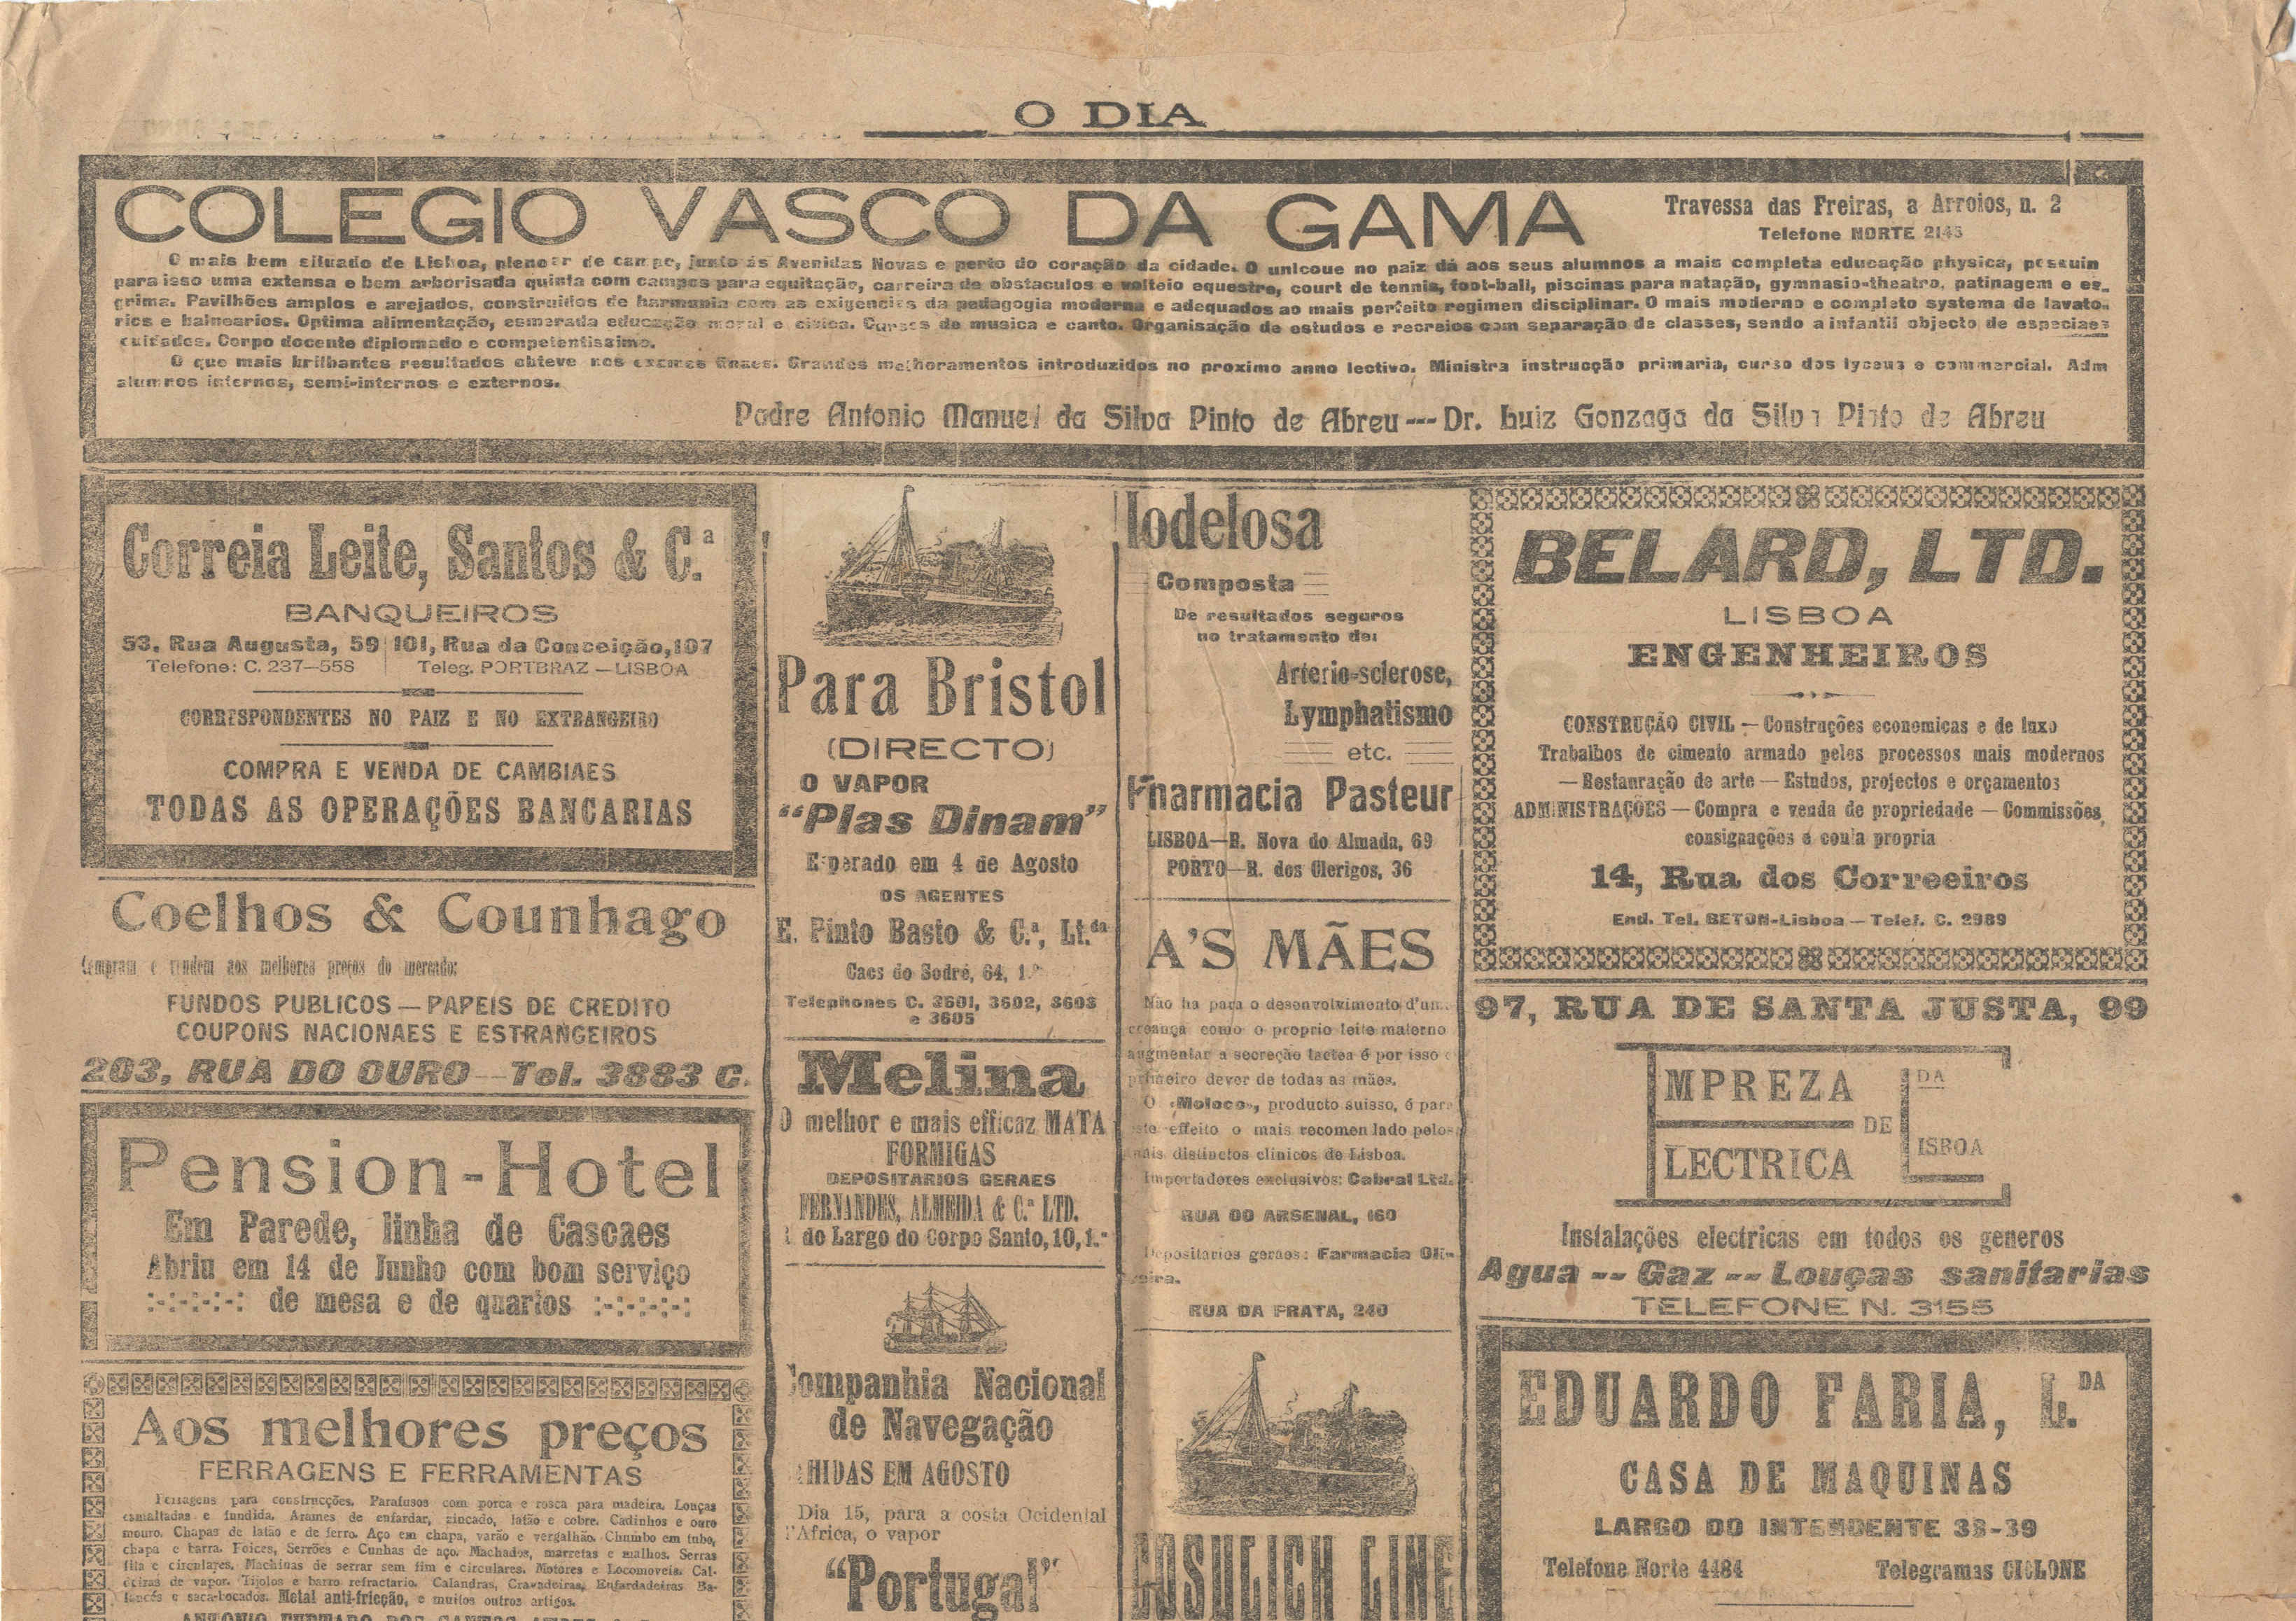 O DIA
COLEGIO VASCO DA GAMA
Travessa das Freiras, a Arroios, n. 2
Telefone NORTE 2145
O mais bem situado de Lisboa, pleno ar de campo, junto ás Avenidas Novas e perto do coração da cidade. O unicoue no paiz dá aos seus alumnos a mais completa educação physica, possuin
para isso uma extensa e bem arborisada quinta com campos para equitação, carreira de obstaculos e volteio equestre, court de tennis, foot-ball, piscinas para natação, gymnasio-theatro, patinagem e es-
grima. Pavilhões amplos e arejados, construidos de harmonia com as exigencias da pedagogia moderna e adequados ao mais perfeito regimen disciplinar. O mais moderno e completo systema de lavato-
rios e balnearios. Optima alimentação, esmerada educação moral e civica. Cursos de musica e canto. Organisação de estudos e recreios com separação de classes, sendo a infantil objecto de especiaes
cuidados. Corpo docente diplomado e competentissimo.
O que mais brilhantes resultados obteve nos exames finaes. Grandes melhoramentos introduzidos no proximo anno lectivo. Ministra instrucção primaria, curso dos lyceus e commercial. Adm
alumnos internos, semi-internos e externos.
Padre Antonio Manuel da Silva Pinto de Abreu --- Dr. Luiz Gonzaga da Silva Pinto de Abreu
Correia Leite, Santos & C.ª
BANQUEIROS
53, Rua Augusta, 59 101, Rua da Conceição, 107
Telefone: C. 237—558 Teleg. PORTBRAZ—LISBOA
CORRESPONDENTES NO PAIZ E NO EXTRANGEIRO
COMPRA E VENDA DE CAMBIAES
TODAS AS OPERAÇÕES BANCARIAS
Coelhos & Counhago
Compram e vendem aos melhores preços do mercado:
FUNDOS PUBLICOS — PAPEIS DE CREDITO
COUPONS NACIONAES E ESTRANGEIROS
203, RUA DO OURO — Tel. 3883 C.
Pension-Hotel
Em Parede, linha de Cascaes
Abriu em 14 de Junho com bom serviço
:-:-:-:-: de mesa e de quartos :-:-:-:-:
Aos melhores preços
FERRAGENS E FERRAMENTAS
Ferragens para construcções. Parafusos com porca e rosca para madeira. Louças
esmaltadas e fundida. Arames de enfardar, zincado, latão e cobre. Cadinhos e ouro
mouro. Chapas de latão e de ferro. Aço em chapa, varão e vergalhão. Chumbo em tubo,
chapa e barra. Foices, Serrões e Cunhas de aço. Machados, marretas e malhos. Serras
fita e circulares. Machinas de serrar sem fim e circulares. Motores e Locomoveis. Cal-
deiras de vapor. Tijolos e barro refractario. Calandras, Cravadeiras, Enfardadeiras Ba-
lancés e saca-bocados. Metal anti-fricção, e muitos outros artigos.
Para Bristol
(DIRECTO)
O VAPOR
"Plas Dinam"
Esperado em 4 de Agosto
OS AGENTES
E. Pinto Basto & C.ª, Lt.da
Caes do Sodré, 64, 1.º
Telephones C. 3601, 3602, 3603
e 3605
Melina
O melhor e mais efficaz MATA
FORMIGAS
DEPOSITARIOS GERAES
FERNANDES, ALMEIDA & C.ª LTD.
do Largo do Corpo Santo, 10, 1.º
Companhia Nacional
de Navegação
AHIDAS EM AGOSTO
Dia 15, para a costa Ocidental
d'Africa, o vapor
"Portugal"
Iodelosa
Composta
De resultados seguros
no tratamento de:
Arterio-sclerose,
Lymphatismo
etc.
Pharmacia Pasteur
LISBOA—R. Nova do Almada, 69
PORTO—R. dos Clerigos, 36
A'S MÃES
Não ha para o desenvolvimento d'uma
creança como o proprio leite materno
augmentar a secreção lactea é por isso o
primeiro dever de todas as mães.
O «Moloco», producto suisso, é para
este effeito o mais recomendado pelos
mais distinctos clinicos de Lisboa.
Importadores exclusivos: Cabral Ltd.
RUA DO ARSENAL, 160
Depositarios geraes: Farmacia Oli-
veira.
RUA DA PRATA, 240
COSULICH LINE
BELARD, LTD.
LISBOA
ENGENHEIROS
CONSTRUÇÃO CIVIL — Construções economicas e de luxo
Trabalhos de cimento armado peles processos mais modernos
— Restauração de arte — Estudos, projectos e orçamentos
ADMINISTRAÇÕES — Compra e venda de propriedade — Commissões,
consignações e conta propria
14, Rua dos Correeiros
End. Tel. BETON-Lisboa — Telef. C. 2989
97, RUA DE SANTA JUSTA, 99
EMPREZA
DE
ELECTRICA
DA
LISBOA
Instalações electricas em todos os generos
Agua -- Gaz -- Louças sanitarias
TELEFONE N. 3155
EDUARDO FARIA, L.DA
CASA DE MAQUINAS
LARGO DO INTENDENTE 38-39
Telefone Norte 4484 Telegramas CICLONE